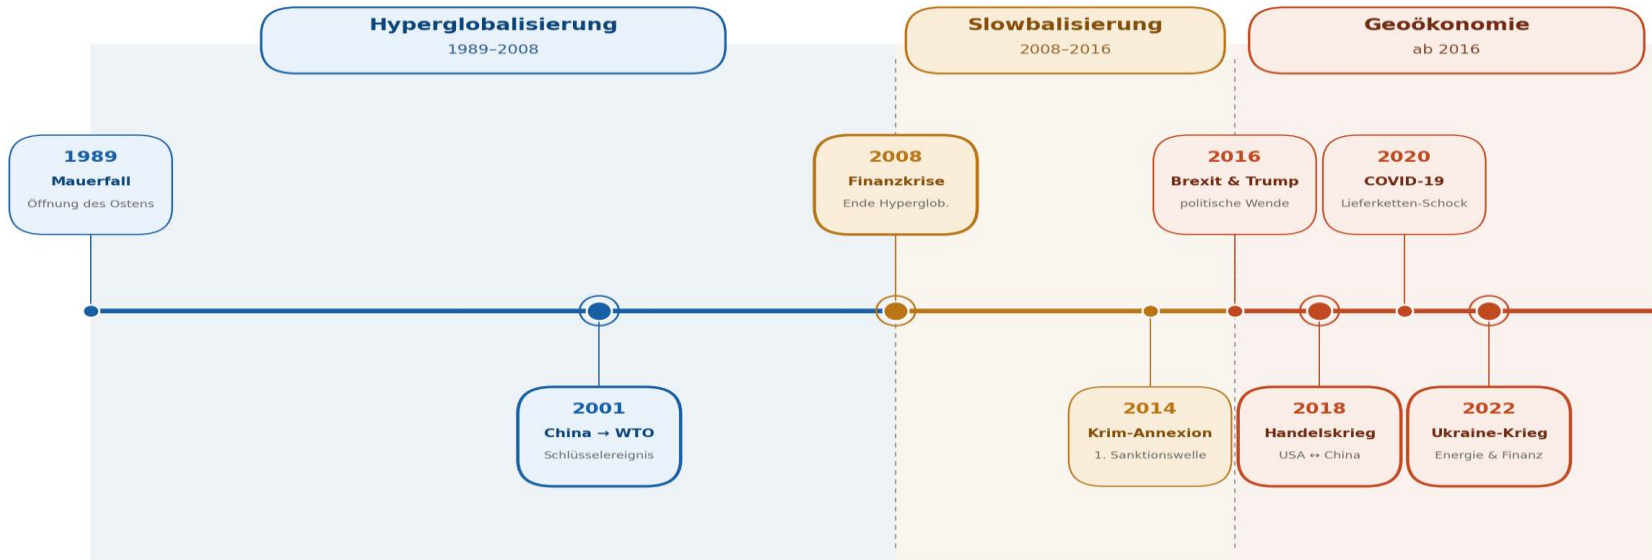 Hyperglobalisierung
1989–2008
Slowbalisierung
2008–2016
Geoökonomie
ab 2016
1989
Mauerfall
Öffnung des Ostens
2008
Finanzkrise
Ende Hyperglob.
2016
Brexit & Trump
politische Wende
2020
COVID-19
Lieferketten-Schock
2001
China → WTO
Schlüsselereignis
2014
Krim-Annexion
1. Sanktionswelle
2018
Handelskrieg
USA ↔ China
2022
Ukraine-Krieg
Energie & Finanz